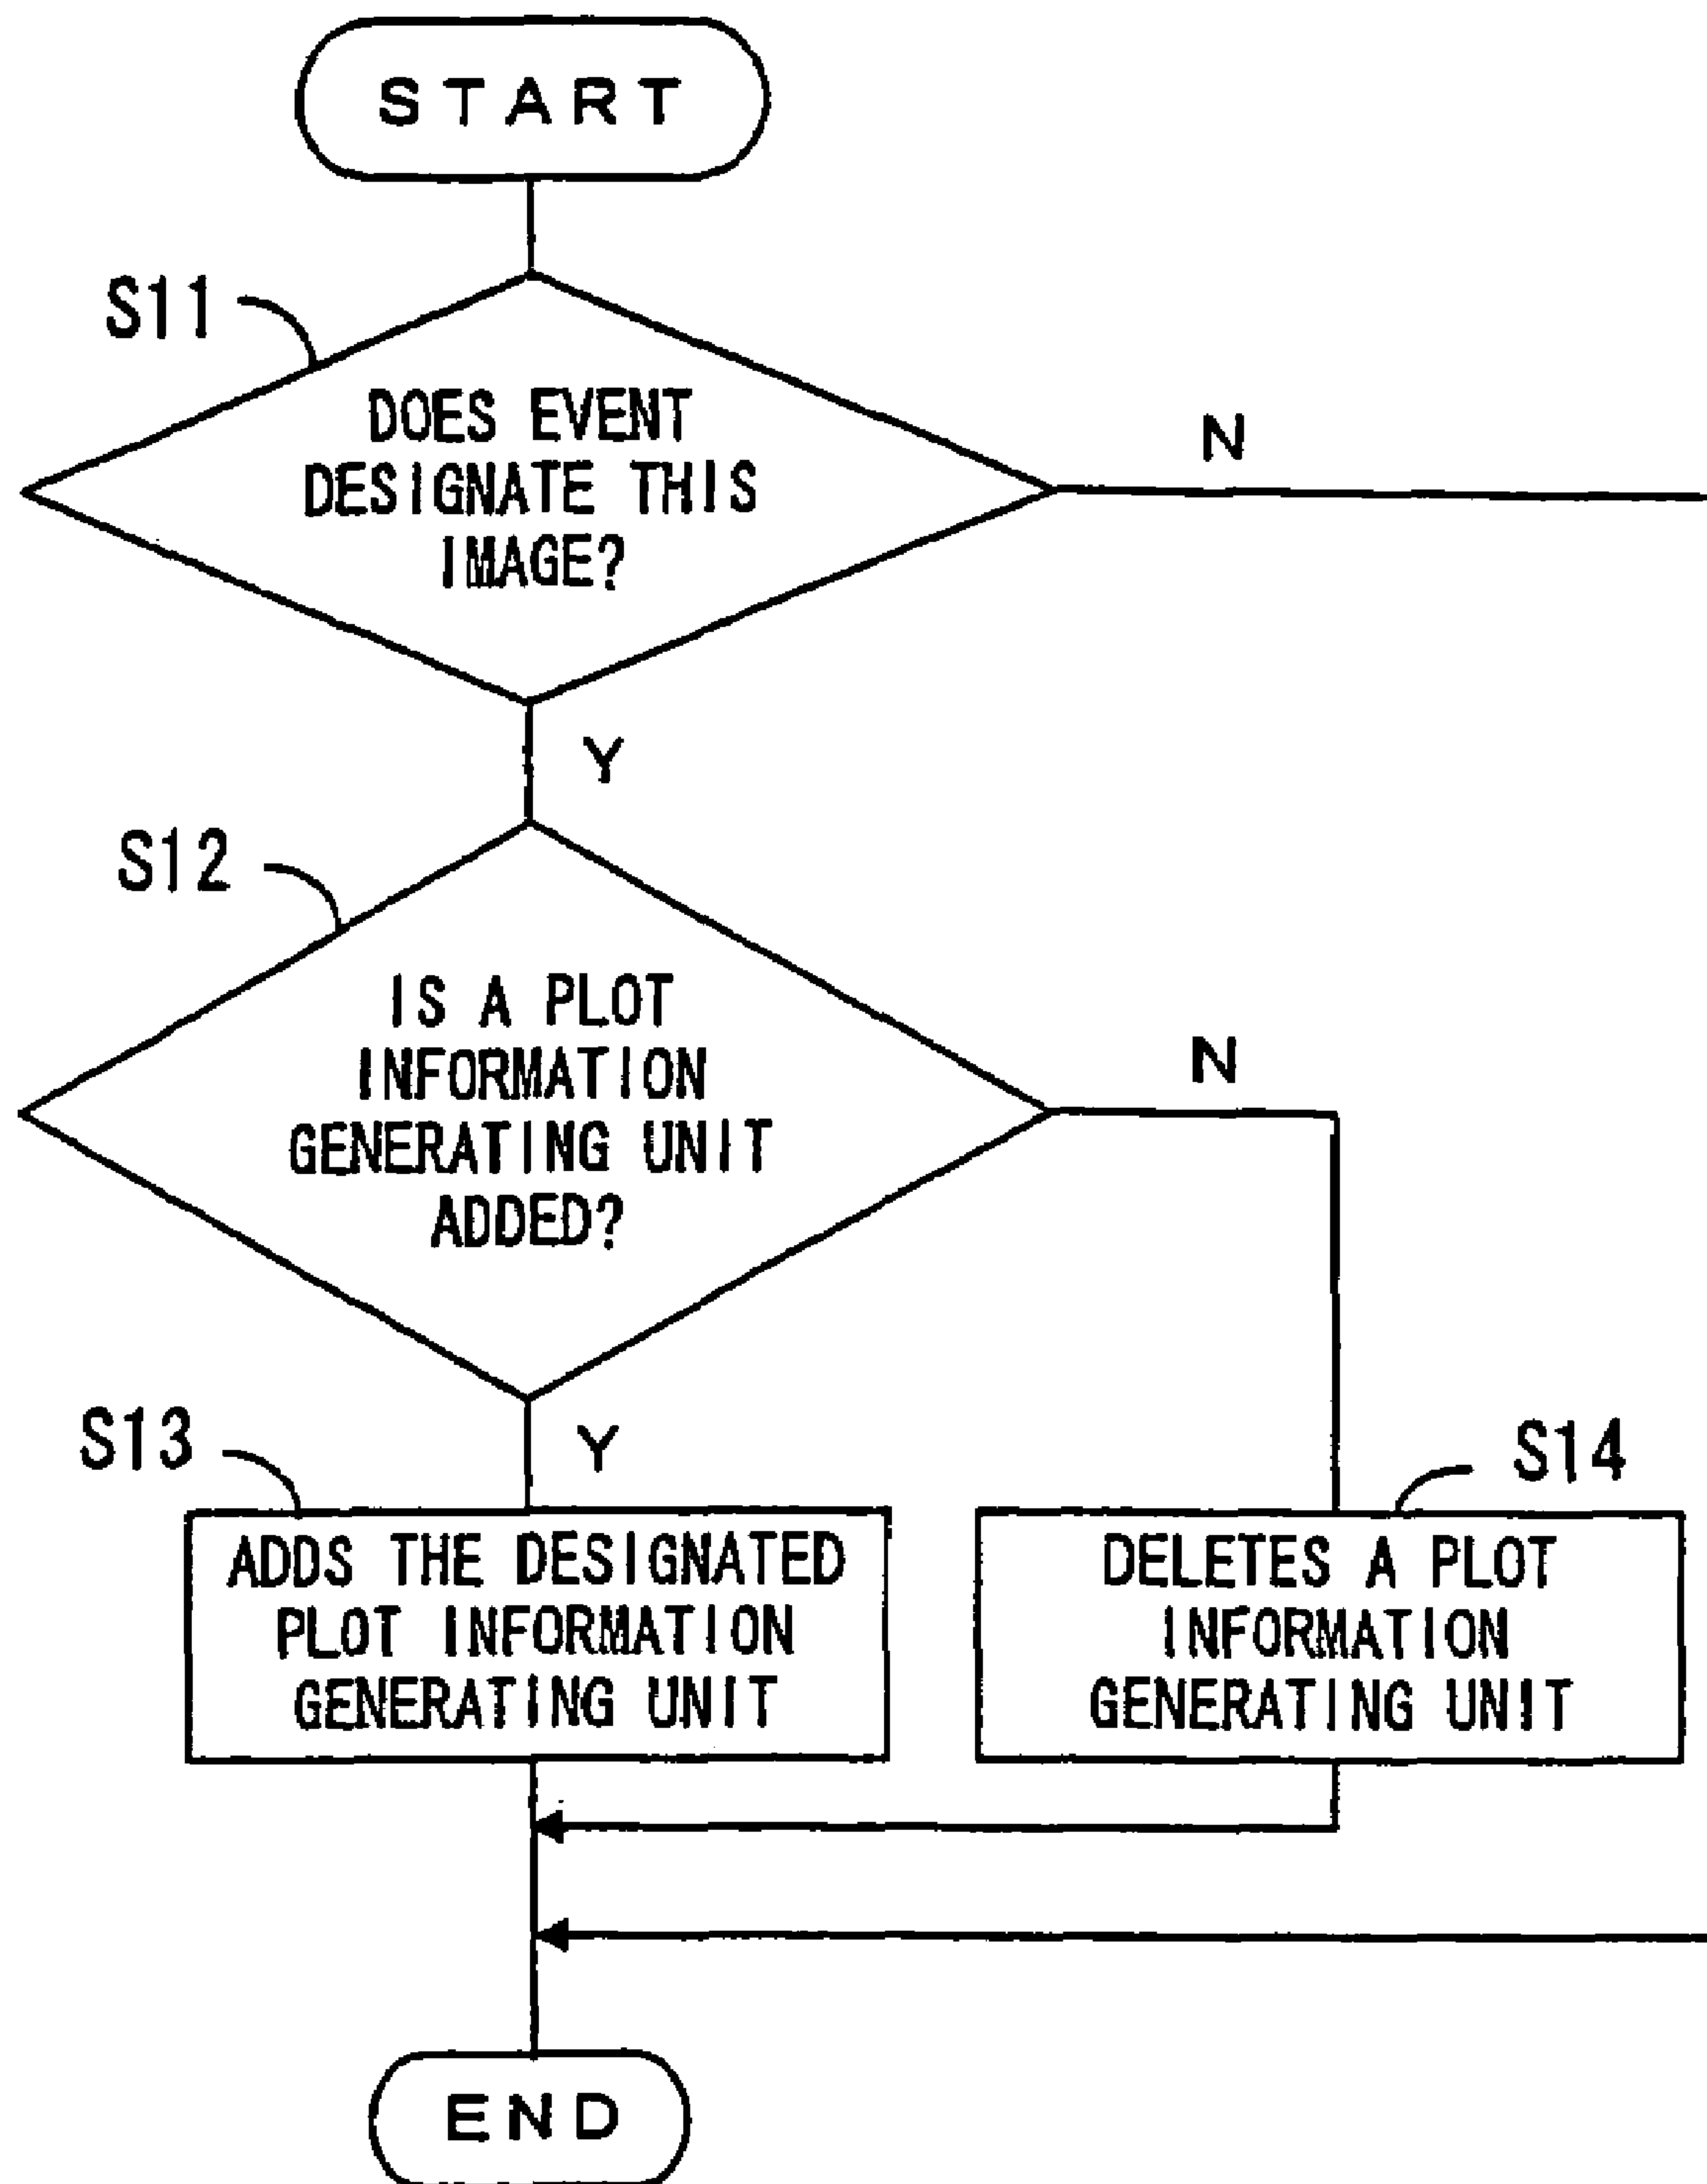 START
S11
DOES EVENT
DESIGNATE THIS
IMAGE?
N
Y
S12
IS A PLOT
INFORMATION
GENERATING UNIT
ADDED?
N
Y
S13
ADDS THE DESIGNATED
PLOT INFORMATION
GENERATING UNIT
S14
DELETES A PLOT
INFORMATION
GENERATING UNIT
END